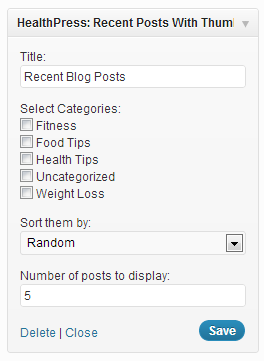 HealthPress: Recent Posts With Thum
Title:
Recent Blog Posts
Select Categories:
Fitness
Food Tips
Health Tips
Uncategorized
Weight Loss
Sort them by:
Random
Number of posts to display:
5
Delete | Close
Save